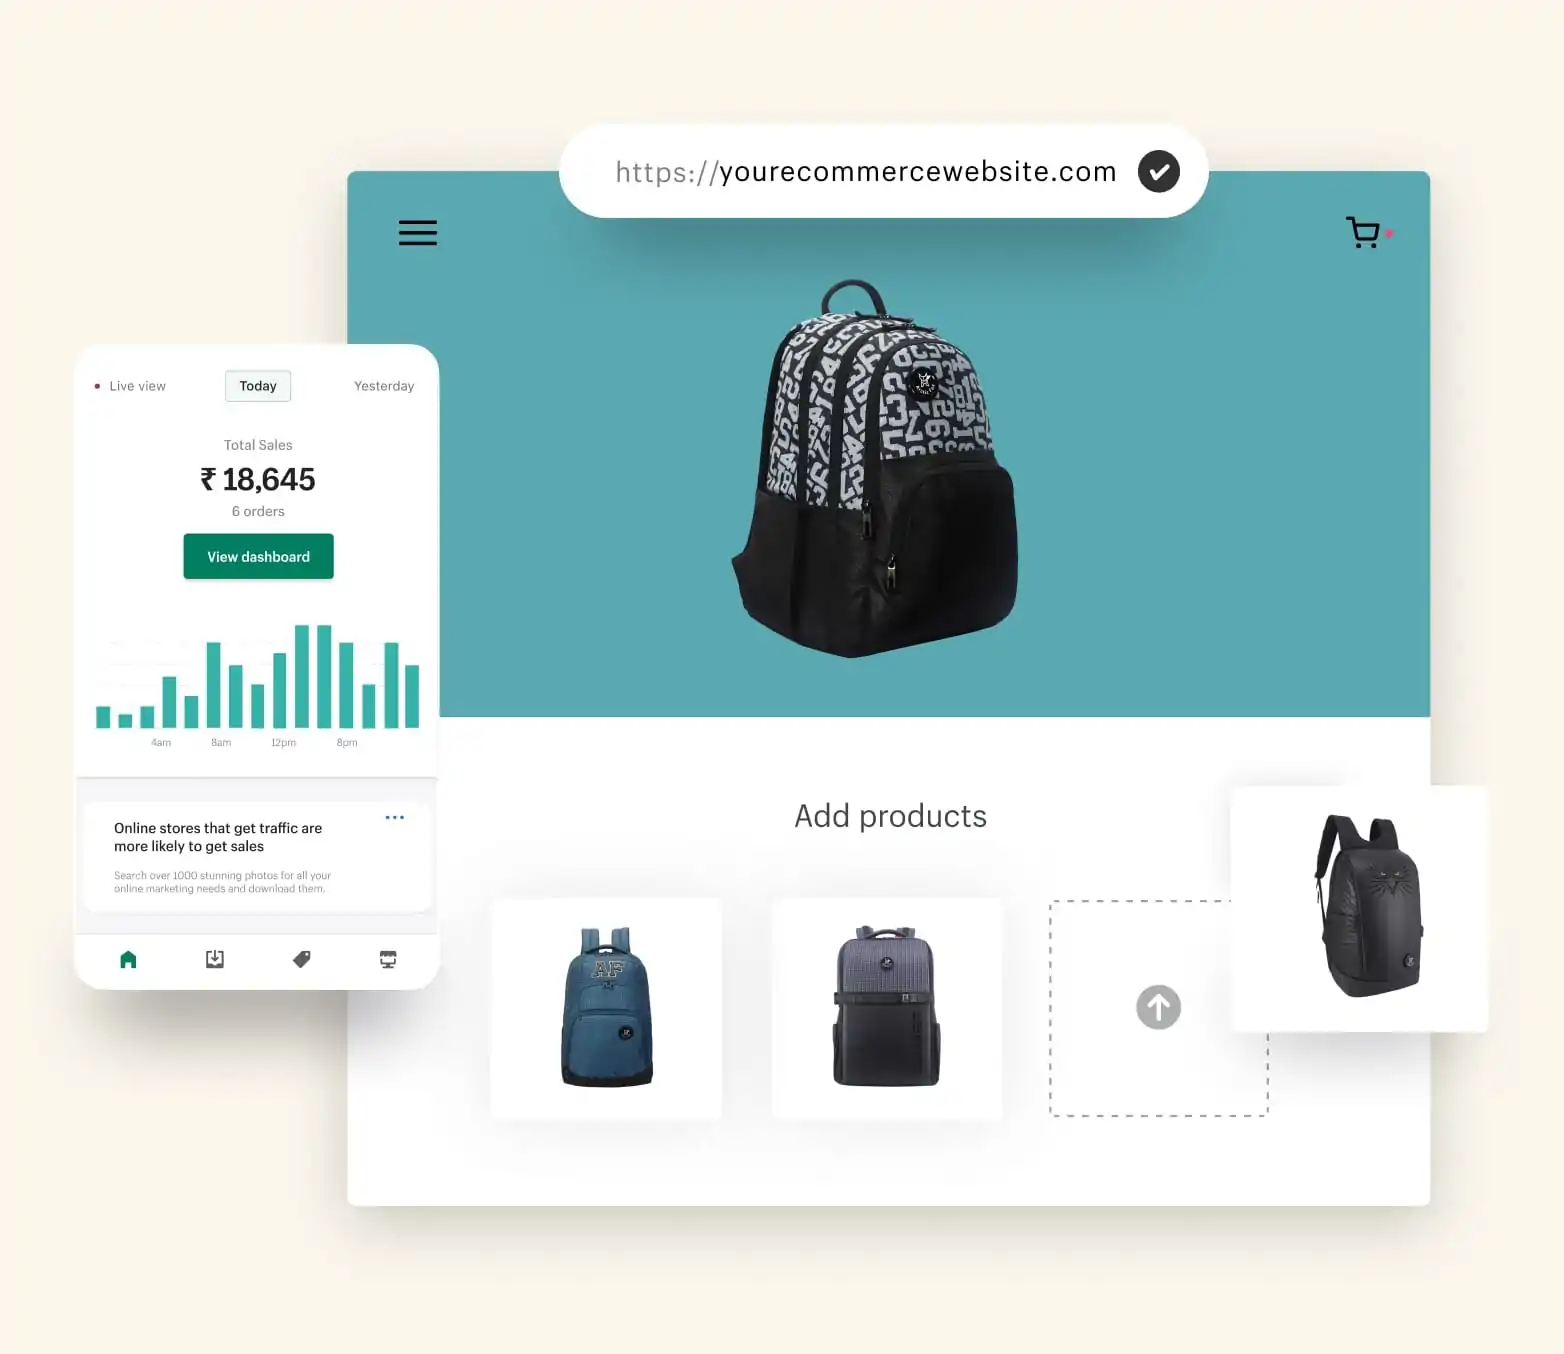 https://yourecommercewebsite.com
Live view
Today
Yesterday
Total Sales
₹ 18,645
6 orders
View dashboard
4am
8am
12pm
8pm
Online stores that get traffic are
more likely to get sales
Search over 1000 stunning photos for all your
online marketing needs and download them.
Add products
AF